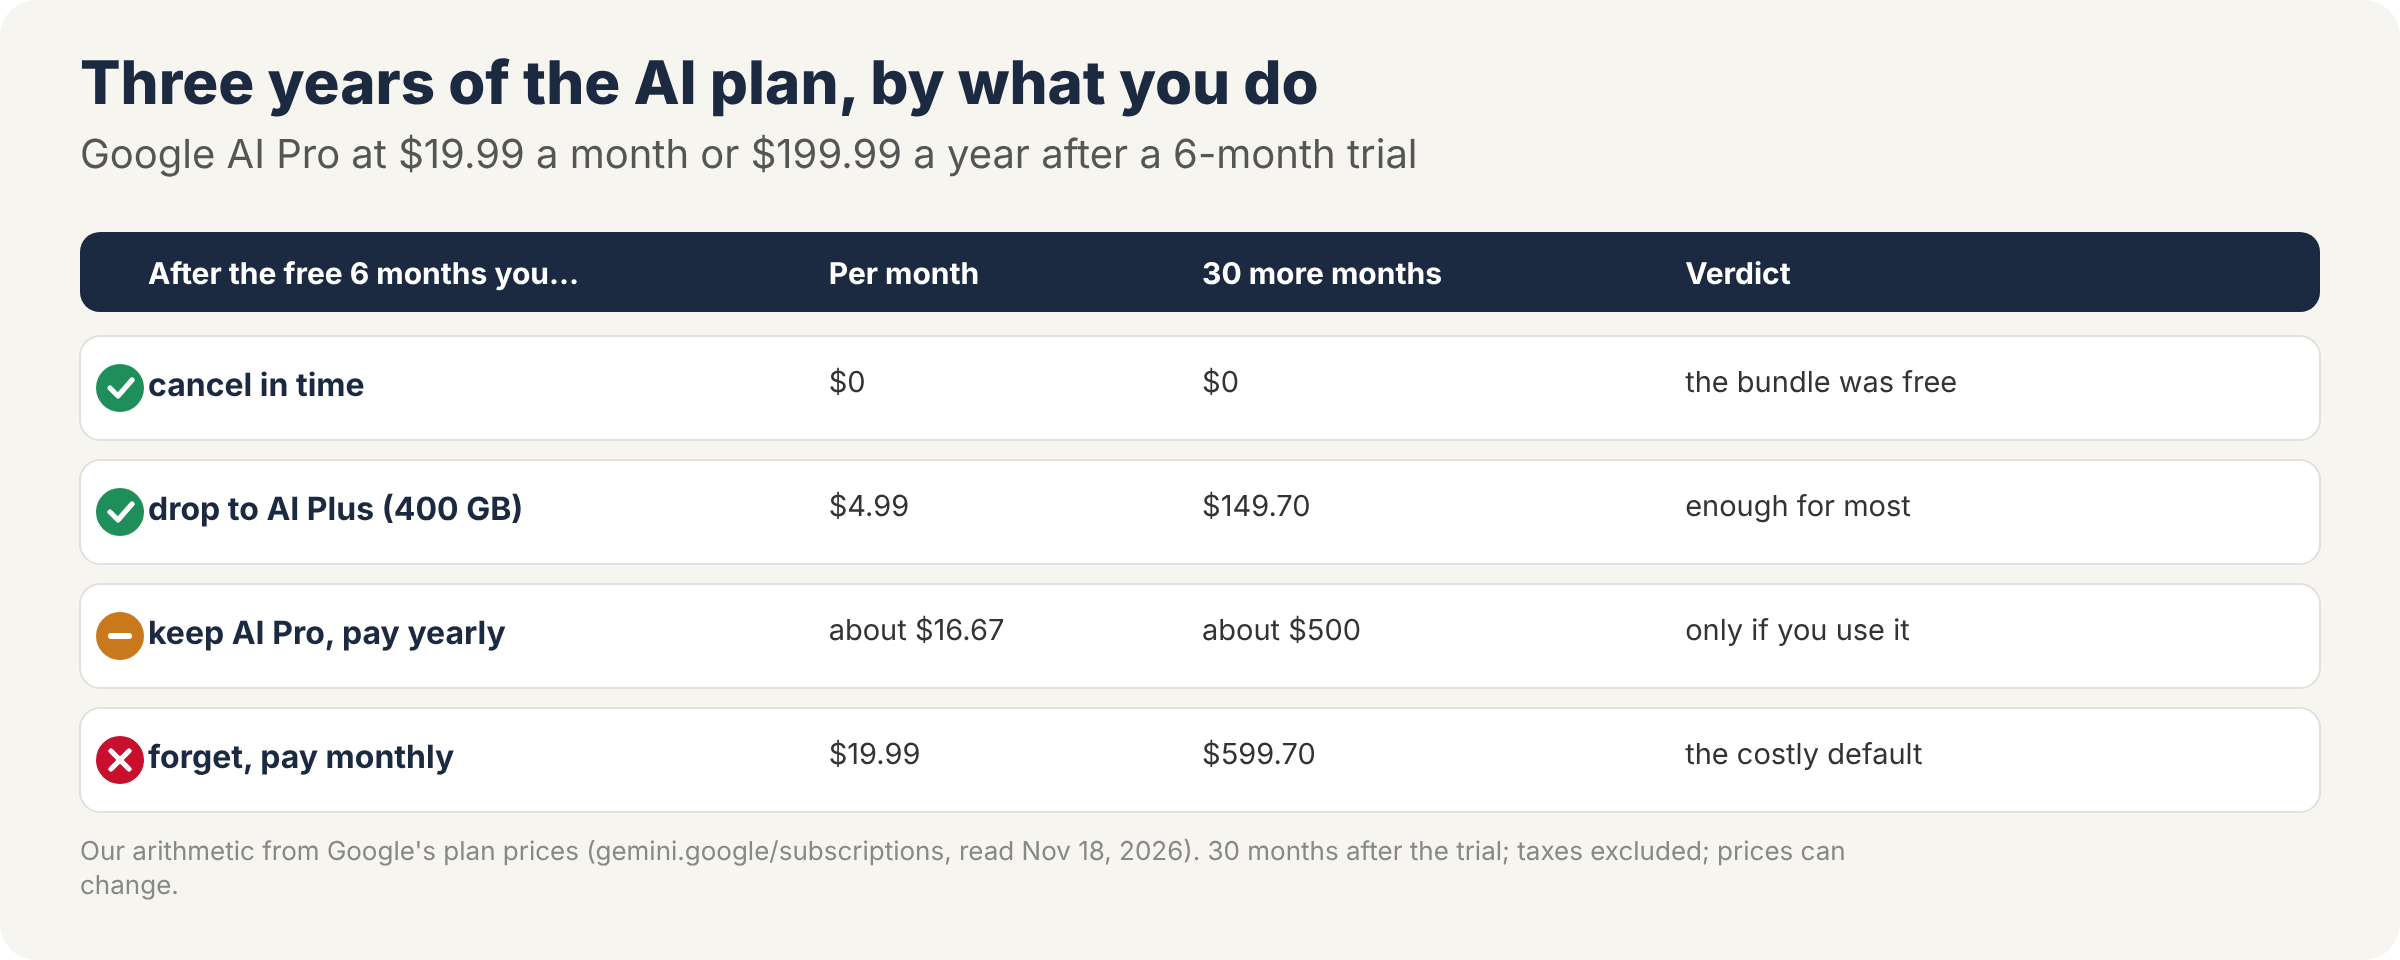 Three years of the AI plan, by what you do
Google AI Pro at $19.99 a month or $199.99 a year after a 6-month trial
After the free 6 months you... Per month 30 more months Verdict
cancel in time $0 $0 the bundle was free
drop to AI Plus (400 GB) $4.99 $149.70 enough for most
keep AI Pro, pay yearly about $16.67 about $500 only if you use it
forget, pay monthly $19.99 $599.70 the costly default
Our arithmetic from Google's plan prices (gemini.google/subscriptions, read Nov 18, 2026). 30 months after the trial; taxes excluded; prices can
change.